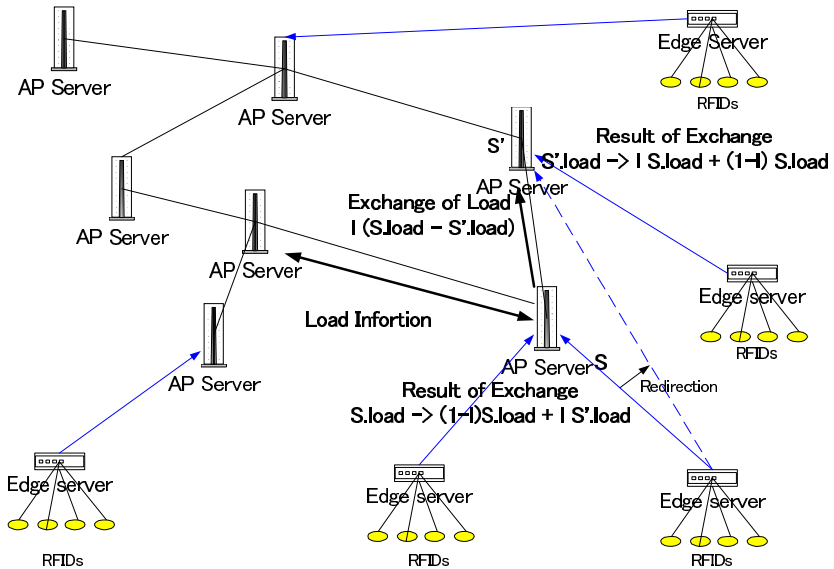 Edge Server
AP Server
RFIDs
AP Server
S'
Result of Exchange
S'.load -> l S.load + (1-l) S.load
AP Server
Exchange of Load
l (S.load - S'.load)
AP Server
AP Server
Edge server
RFIDs
Load Infortion
AP Server
AP Server
S
Redirection
Result of Exchange
S.load -> (1-l)S.load + l S'.load
Edge server
RFIDs
Edge server
RFIDs
Edge server
RFIDs